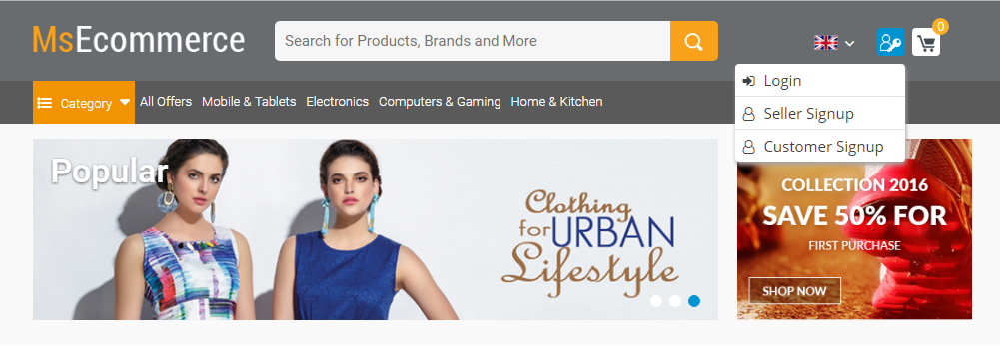 MsEcommerce
Search for Products, Brands and More
0
Login
Seller Signup
Customer Signup
Category
All Offers
Mobile & Tablets
Electronics
Computers & Gaming
Home & Kitchen
Popular
Clothing
for URBAN
Lifestyle
COLLECTION 2016
SAVE 50% FOR
FIRST PURCHASE
SHOP NOW